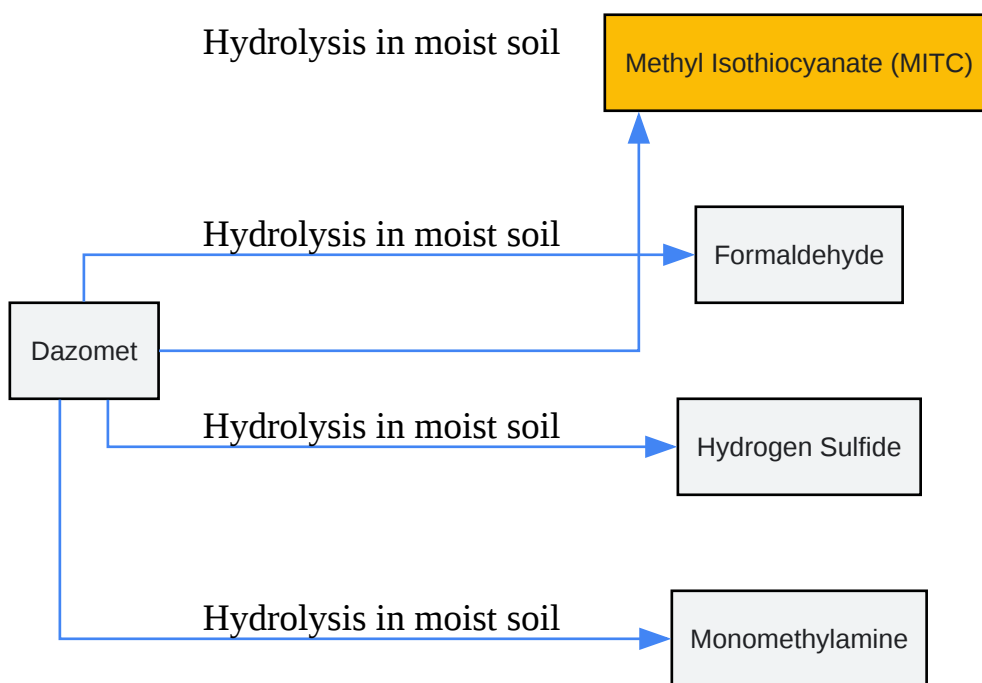 Hydrolysis in moist soil
Methyl Isothiocyanate (MITC)
Hydrolysis in moist soil
Formaldehyde
Dazomet
Hydrolysis in moist soil
Hydrogen Sulfide
Hydrolysis in moist soil
Monomethylamine